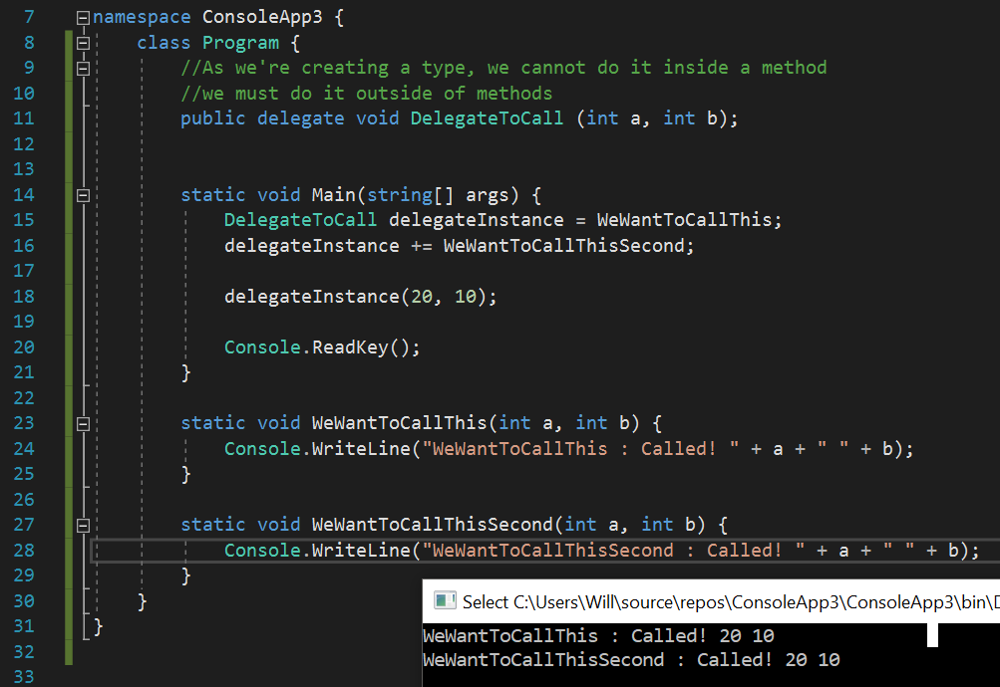 7 namespace ConsoleApp3 {
8 class Program {
9 //As we're creating a type, we cannot do it inside a method
10 //we must do it outside of methods
11 public delegate void DelegateToCall (int a, int b);
12
13
14 static void Main(string[] args) {
15 DelegateToCall delegateInstance = WeWantToCallThis;
16 delegateInstance += WeWantToCallThisSecond;
17
18 delegateInstance(20, 10);
19
20 Console.ReadKey();
21 }
22
23 static void WeWantToCallThis(int a, int b) {
24 Console.WriteLine("WeWantToCallThis : Called! " + a + " " + b);
25 }
26
27 static void WeWantToCallThisSecond(int a, int b) {
28 Console.WriteLine("WeWantToCallThisSecond : Called! " + a + " " + b);
29 }
30 }
31 }
32
33
Select C:\Users\Will\source\repos\ConsoleApp3\ConsoleApp3\bin\D
WeWantToCallThis : Called! 20 10
WeWantToCallThisSecond : Called! 20 10